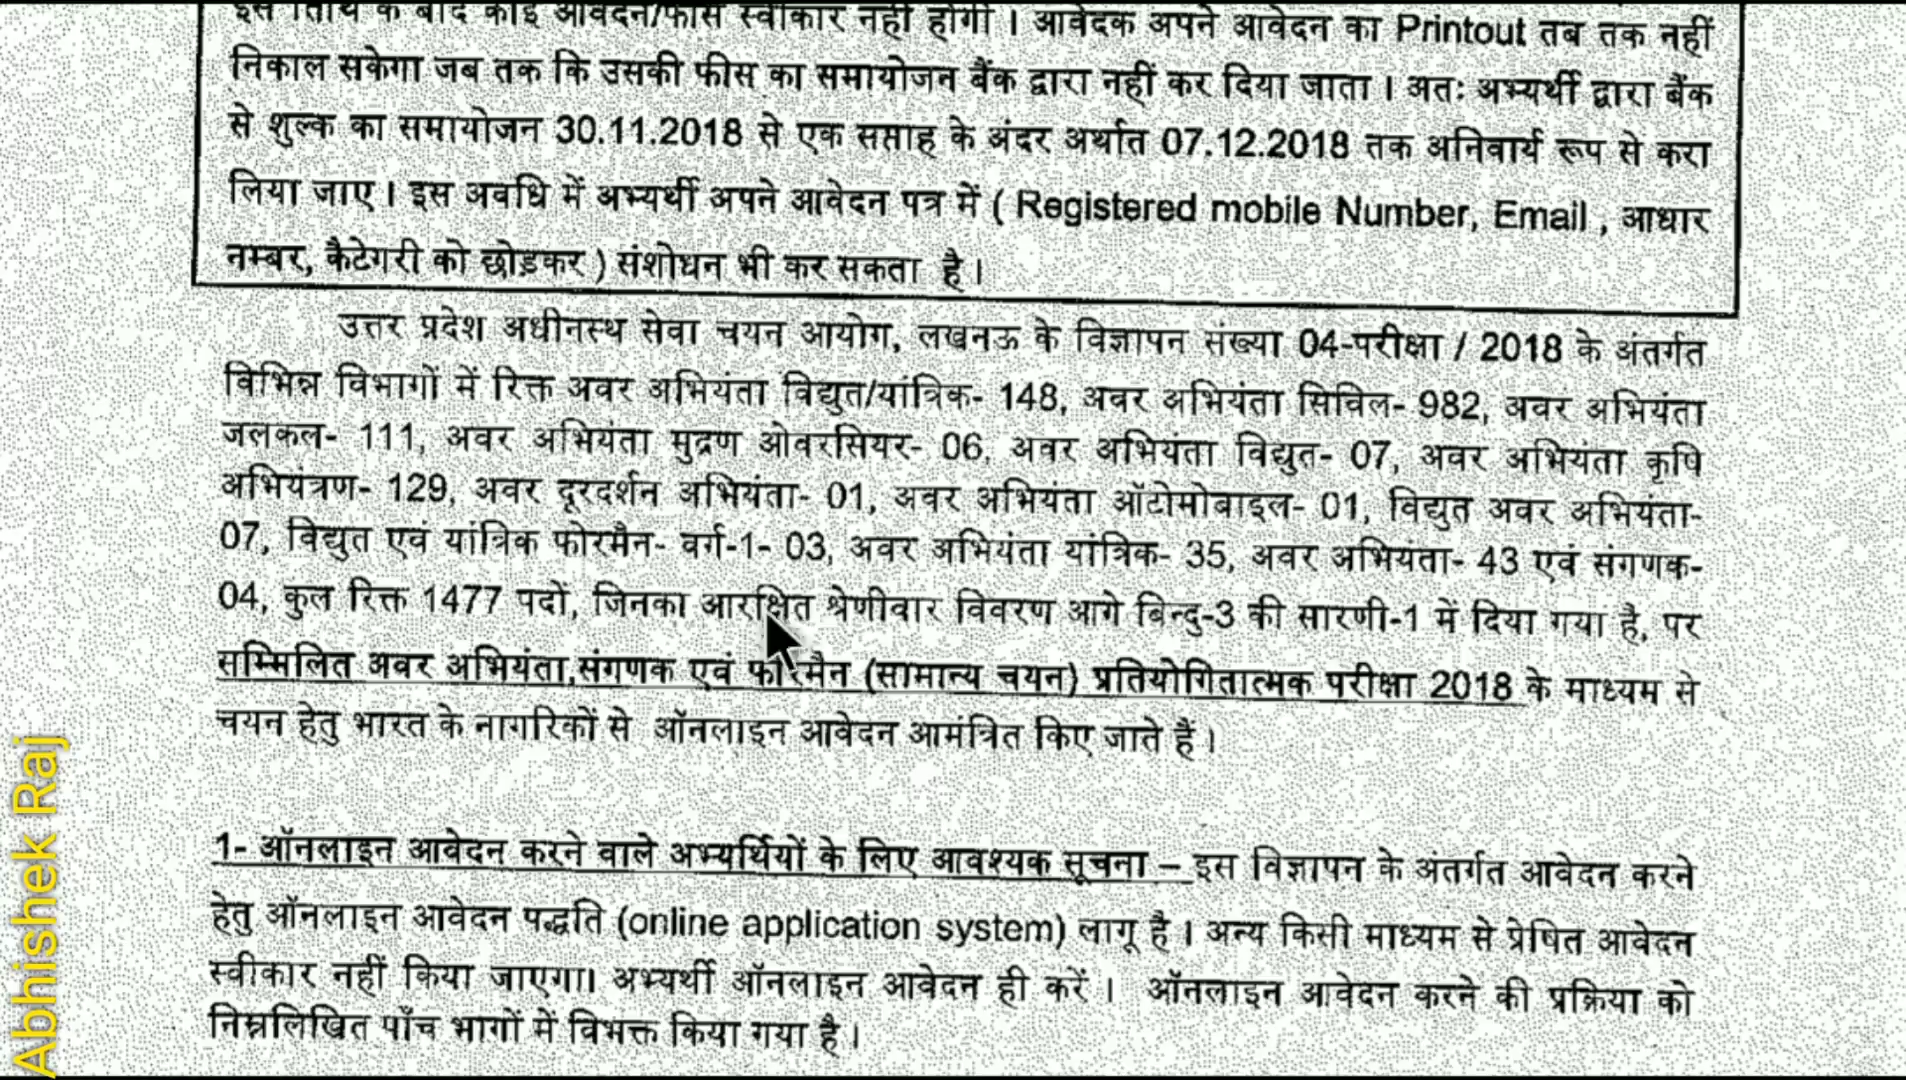 इस तिथि के बाद कोई आवेदन/फीस स्वीकार नहीं होगी । आवेदक अपने आवेदन का Printout तब तक नहीं
निकाल सकेगा जब तक कि उसकी फीस का समायोजन बैंक द्वारा नहीं कर दिया जाता । अतः अभ्यर्थी द्वारा बैंक
से शुल्क का समायोजन 30.11.2018 से एक सप्ताह के अंदर अर्थात 07.12.2018 तक अनिवार्य रूप से करा
लिया जाए । इस अवधि में अभ्यर्थी अपने आवेदन पत्र में ( Registered mobile Number, Email , आधार
नम्बर, कैटेगरी को छोड़कर ) संशोधन भी कर सकता है ।
उत्तर प्रदेश अधीनस्थ सेवा चयन आयोग, लखनऊ के विज्ञापन संख्या 04-परीक्षा / 2018 के अंतर्गत
विभिन्न विभागों में रिक्त अवर अभियंता विद्युत/यांत्रिक- 148, अवर अभियंता सिविल- 982, अवर अभियंता
जलकल- 111, अवर अभियंता मुद्रण ओवरसियर- 06, अवर अभियंता विद्युत- 07, अवर अभियंता कृषि
अभियंत्रण- 129, अवर दूरदर्शन अभियंता- 01, अवर अभियंता ऑटोमोबाइल- 01, विद्युत अवर अभियंता-
07, विद्युत एवं यांत्रिक फोरमैन- वर्ग-1- 03, अवर अभियंता यांत्रिक- 35, अवर अभियंता- 43 एवं संगणक-
04, कुल रिक्त 1477 पदों, जिनका आरक्षित श्रेणीवार विवरण आगे बिन्दु-3 की सारणी-1 में दिया गया है, पर
सम्मिलित अवर अभियंता,संगणक एवं फोरमैन (सामान्य चयन) प्रतियोगितात्मक परीक्षा 2018 के माध्यम से
चयन हेतु भारत के नागरिकों से ऑनलाइन आवेदन आमंत्रित किए जाते हैं ।
1- ऑनलाइन आवेदन करने वाले अभ्यर्थियों के लिए आवश्यक सूचना – इस विज्ञापन के अंतर्गत आवेदन करने
हेतु ऑनलाइन आवेदन पद्धति (online application system) लागू है । अन्य किसी माध्यम से प्रेषित आवेदन
स्वीकार नहीं किया जाएगा। अभ्यर्थी ऑनलाइन आवेदन ही करें । ऑनलाइन आवेदन करने की प्रक्रिया को
निम्नलिखित पाँच भागों में विभक्त किया गया है ।
Abhishek Raj